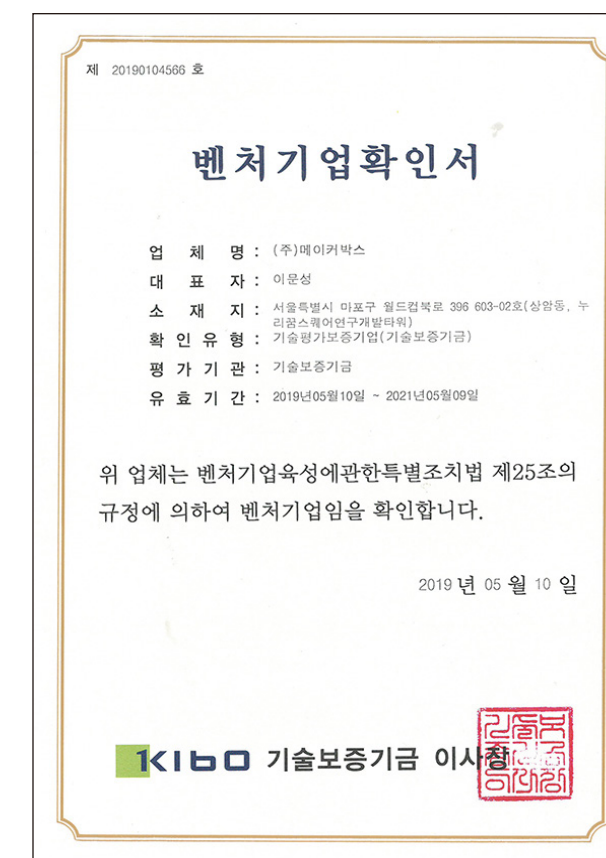 제 20190104566 호
벤처기업확인서
업 체 명 : (주)메이커박스
대 표 자 : 이문성
소 재 지 : 서울특별시 마포구 월드컵북로 396 603-02호(상암동, 누
리꿈스퀘어연구개발타워)
확 인 유 형 : 기술평가보증기업(기술보증기금)
평 가 기 관 : 기술보증기금
유 효 기 간 : 2019년05월10일 ~ 2021년05월09일
위 업체는 벤처기업육성에관한특별조치법 제25조의
규정에 의하여 벤처기업임을 확인합니다.
2019 년 05 월 10 일
KIBO 기술보증기금 이사장